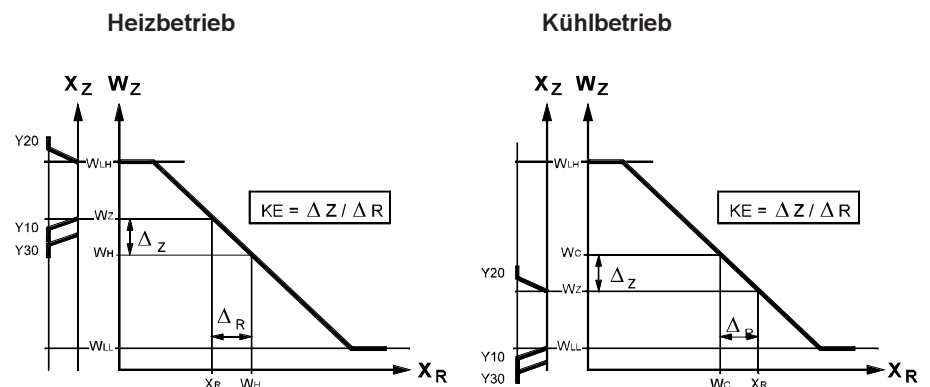 Heizbetrieb
Kühlbetrieb
XZ WZ
Y20
WLH
WZ
Y10
ΔZ
WH
Y30
KE = ΔZ / ΔR
ΔR
WLL
XR
XR WH
XZ WZ
WLH
KE = ΔZ / ΔR
WC
Y20
ΔZ
WZ
ΔR
Y10
WLL
Y30
XR
WC XR